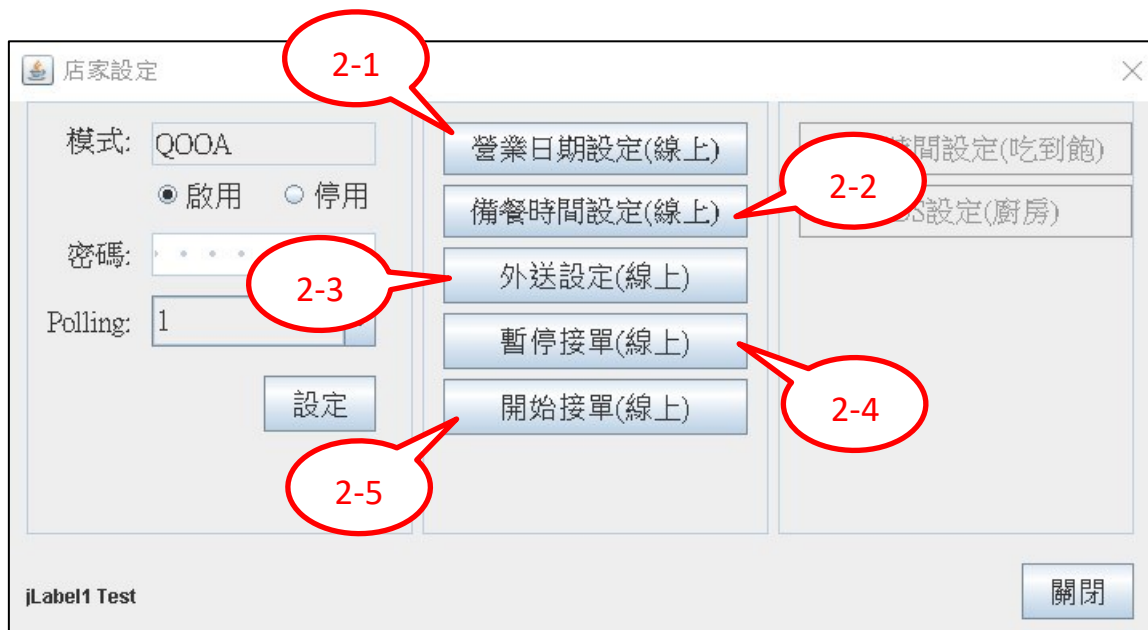 店家設定
2-1
模式:
QOOA
啟用
停用
密碼:
Polling:
1
設定
營業日期設定(線上)
備餐時間設定(線上)
2-2
外送設定(線上)
2-3
暫停接單(線上)
2-4
開始接單(線上)
2-5
間設定(吃到飽)
設定(廚房)
jLabel1 Test
關閉